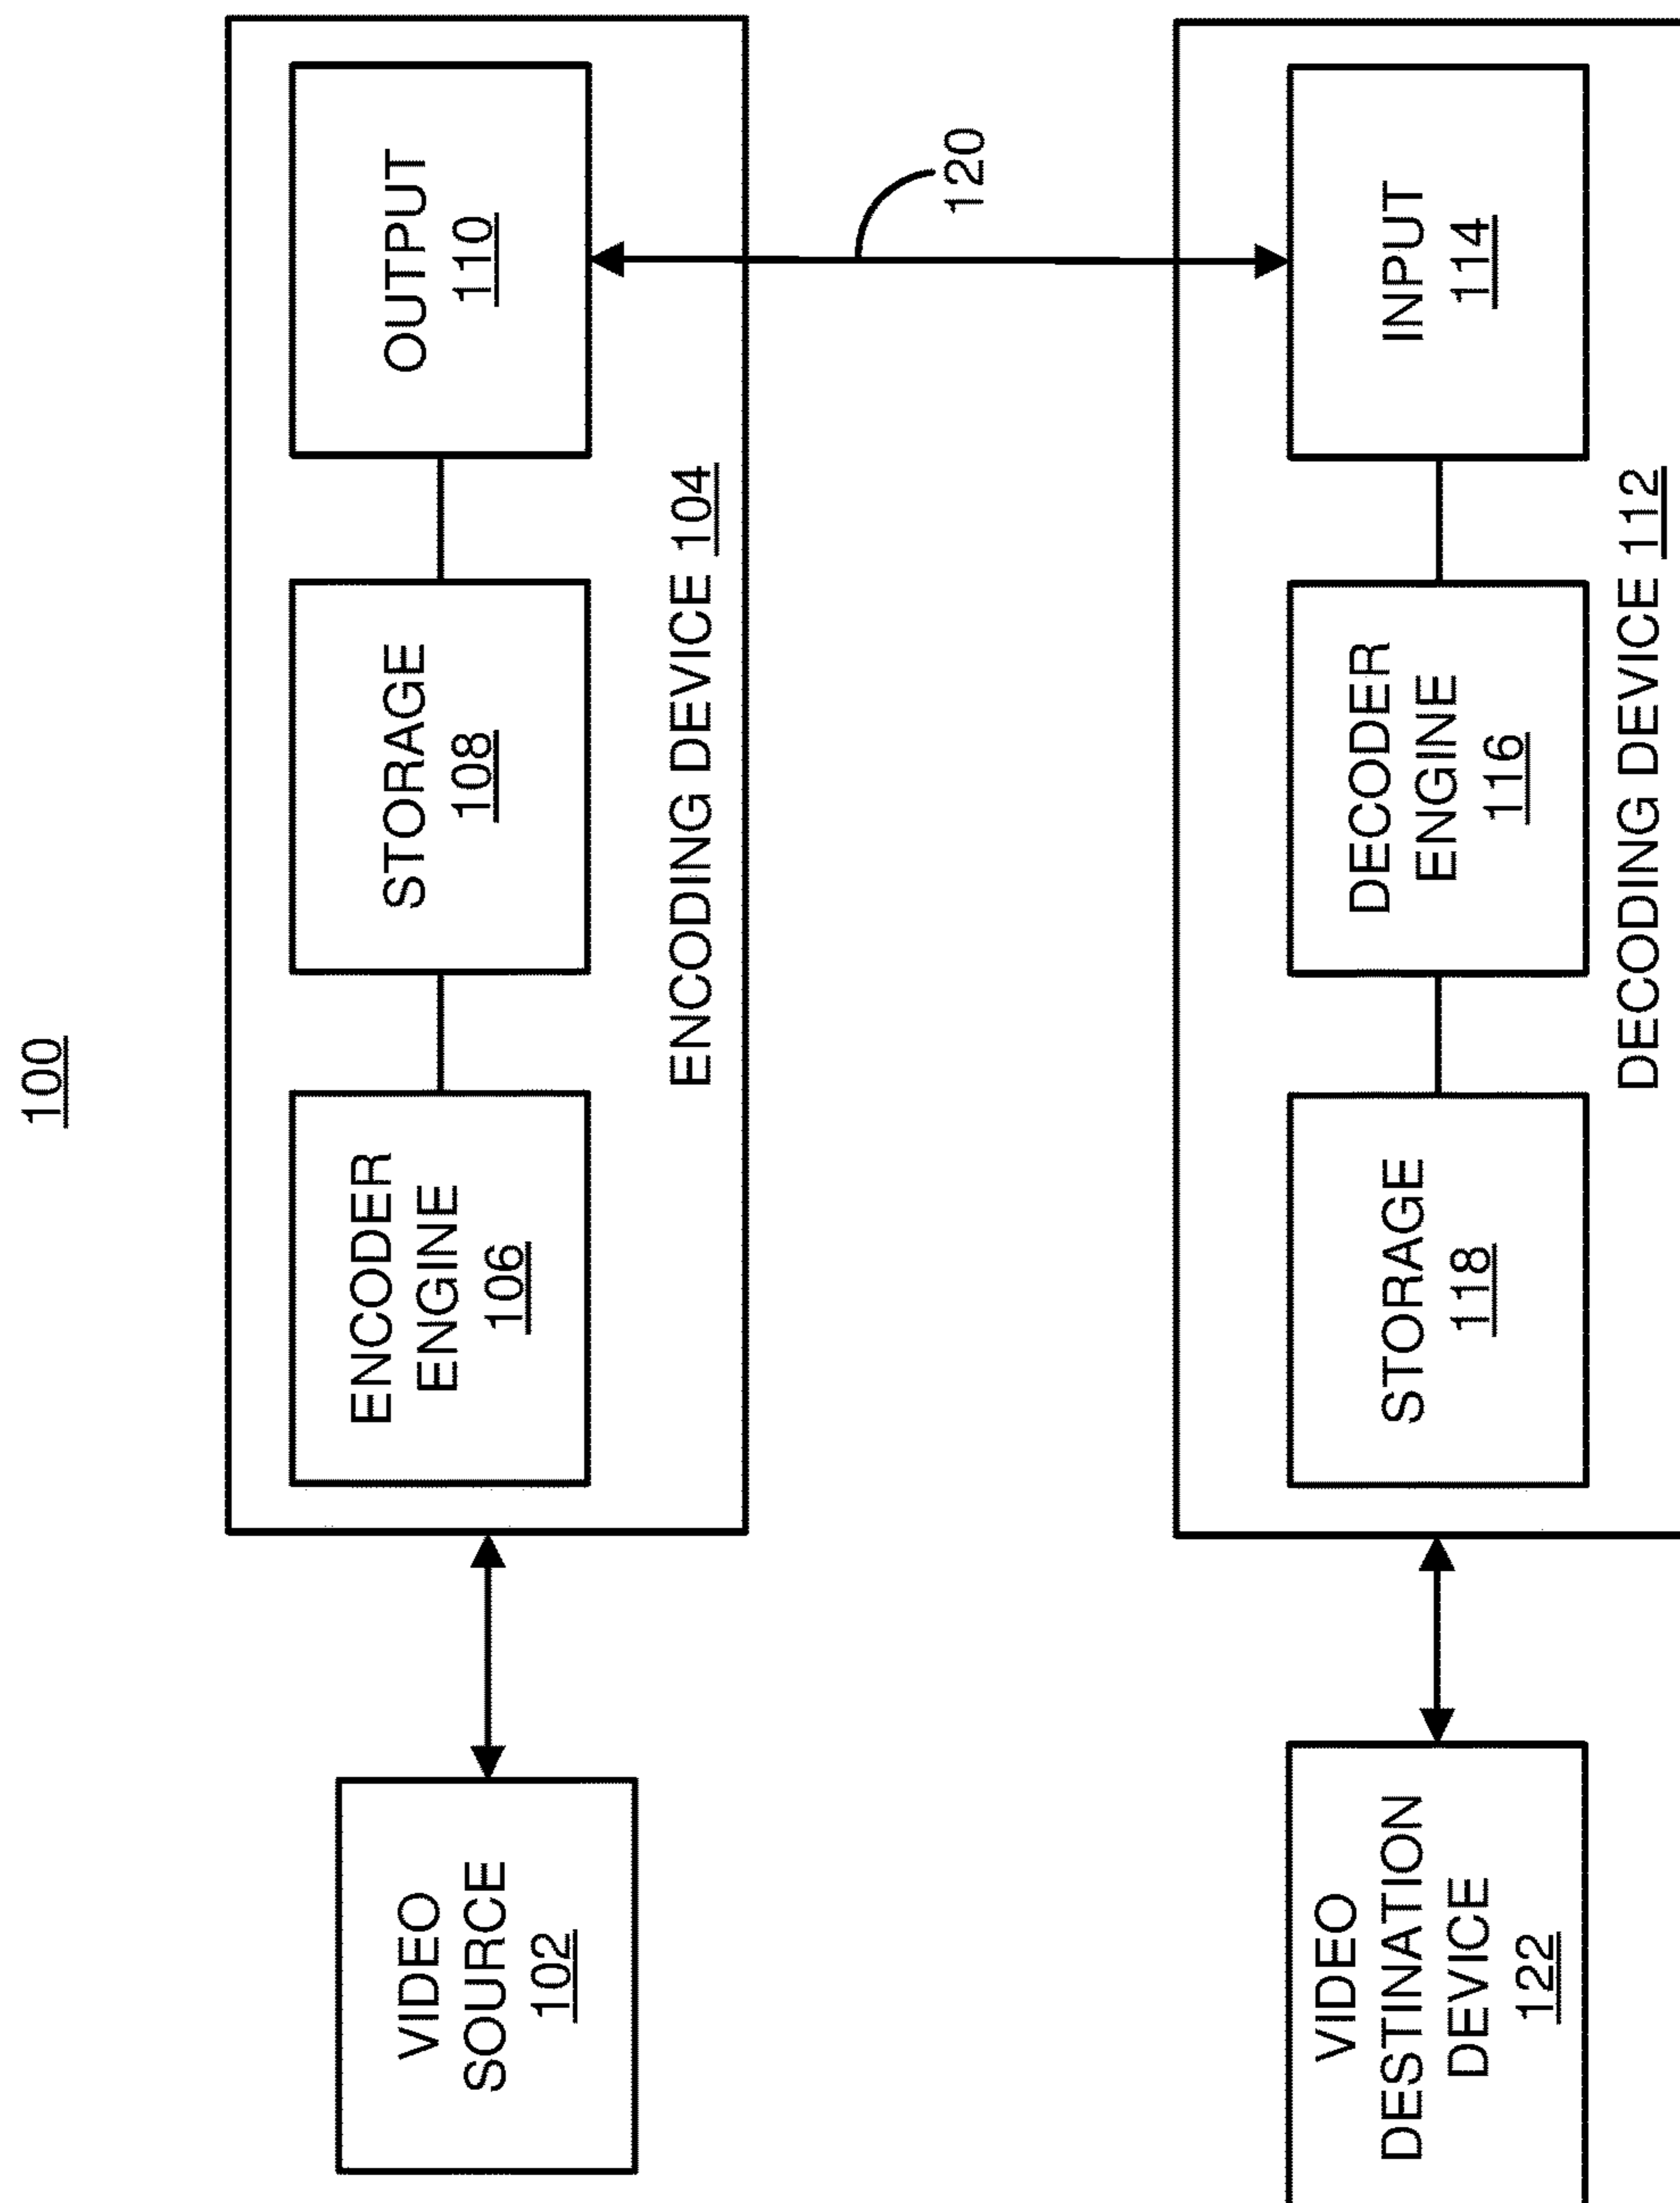 100
VIDEO
SOURCE
102
ENCODER
ENGINE
106
STORAGE
108
OUTPUT
110
ENCODING DEVICE 104
120
VIDEO
DESTINATION
DEVICE
122
STORAGE
118
DECODER
ENGINE
116
INPUT
114
DECODING DEVICE 112